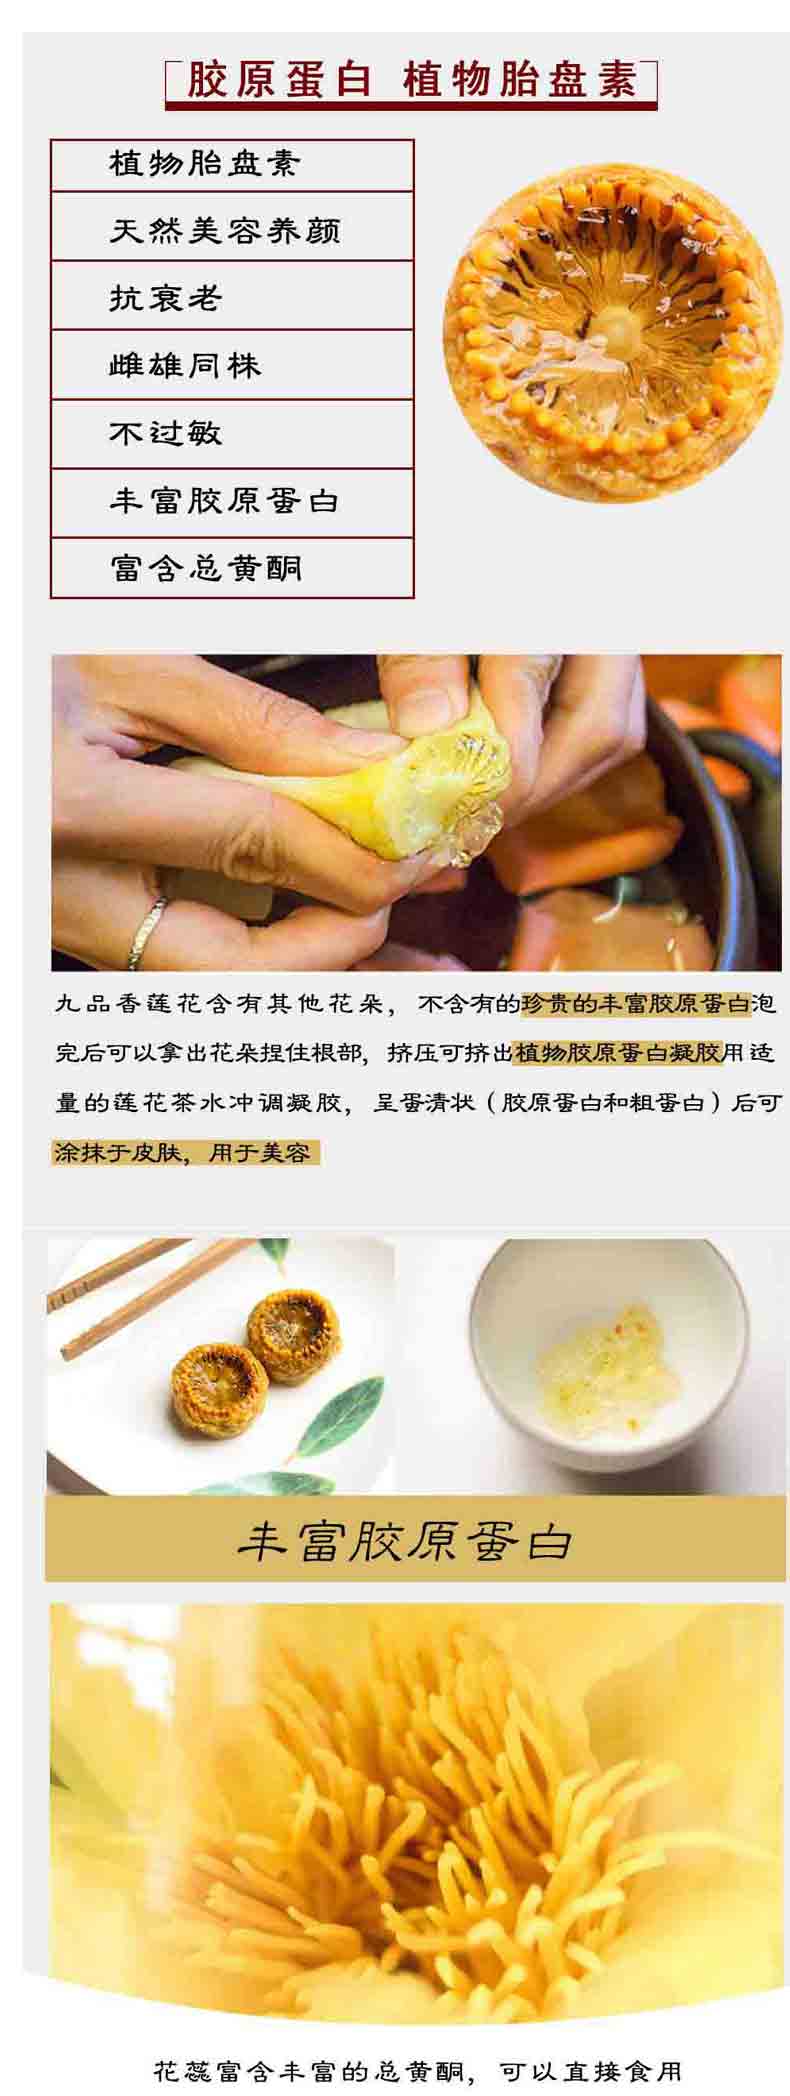 胶原蛋白 植物胎盘素
植物胎盘素
天然美容养颜
抗衰老
雌雄同株
不过敏
丰富胶原蛋白
富含总黄酮
九品香莲花含有其他花朵，不含有的珍贵的丰富胶原蛋白泡
完后可以拿出花朵捏住根部，挤压可挤出植物胶原蛋白凝胶用适
量的莲花茶水冲调凝胶，呈蛋清状（胶原蛋白和粗蛋白）后可
涂抹于皮肤，用于美容
丰富胶原蛋白
花蕊富含丰富的总黄酮，可以直接食用